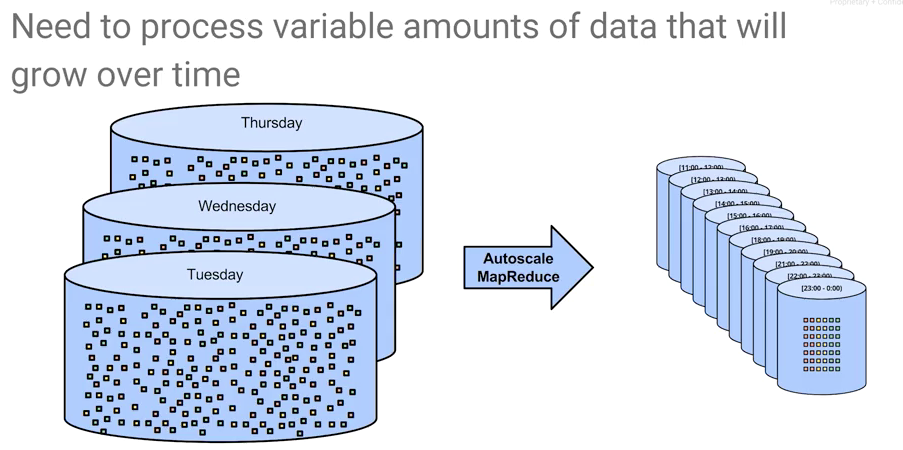 Need to process variable amounts of data that will
grow over time
Thursday
Wednesday
Tuesday
Autoscale
MapReduce
[11:00 - 12:00)
[12:00 - 13:00)
[13:00 - 14:00)
[14:00 - 15:00)
[15:00 - 16:00)
[16:00 - 17:00)
[18:00 - 19:00)
[19:00 - 20:00)
[21:00 - 22:00)
[22:00 - 23:00)
[23:00 - 0:00)